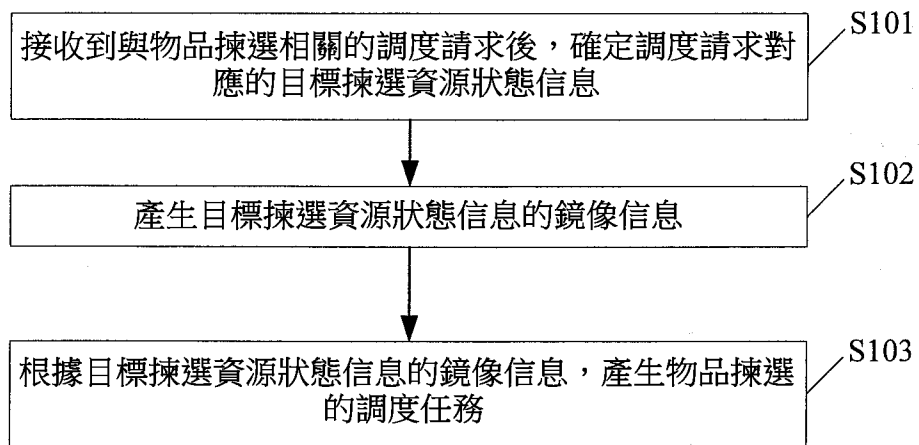 接收到與物品揀選相關的調度請求後，確定調度請求對
應的目標揀選資源狀態信息
S101
產生目標揀選資源狀態信息的鏡像信息
S102
根據目標揀選資源狀態信息的鏡像信息，產生物品揀選
的調度任務
S103